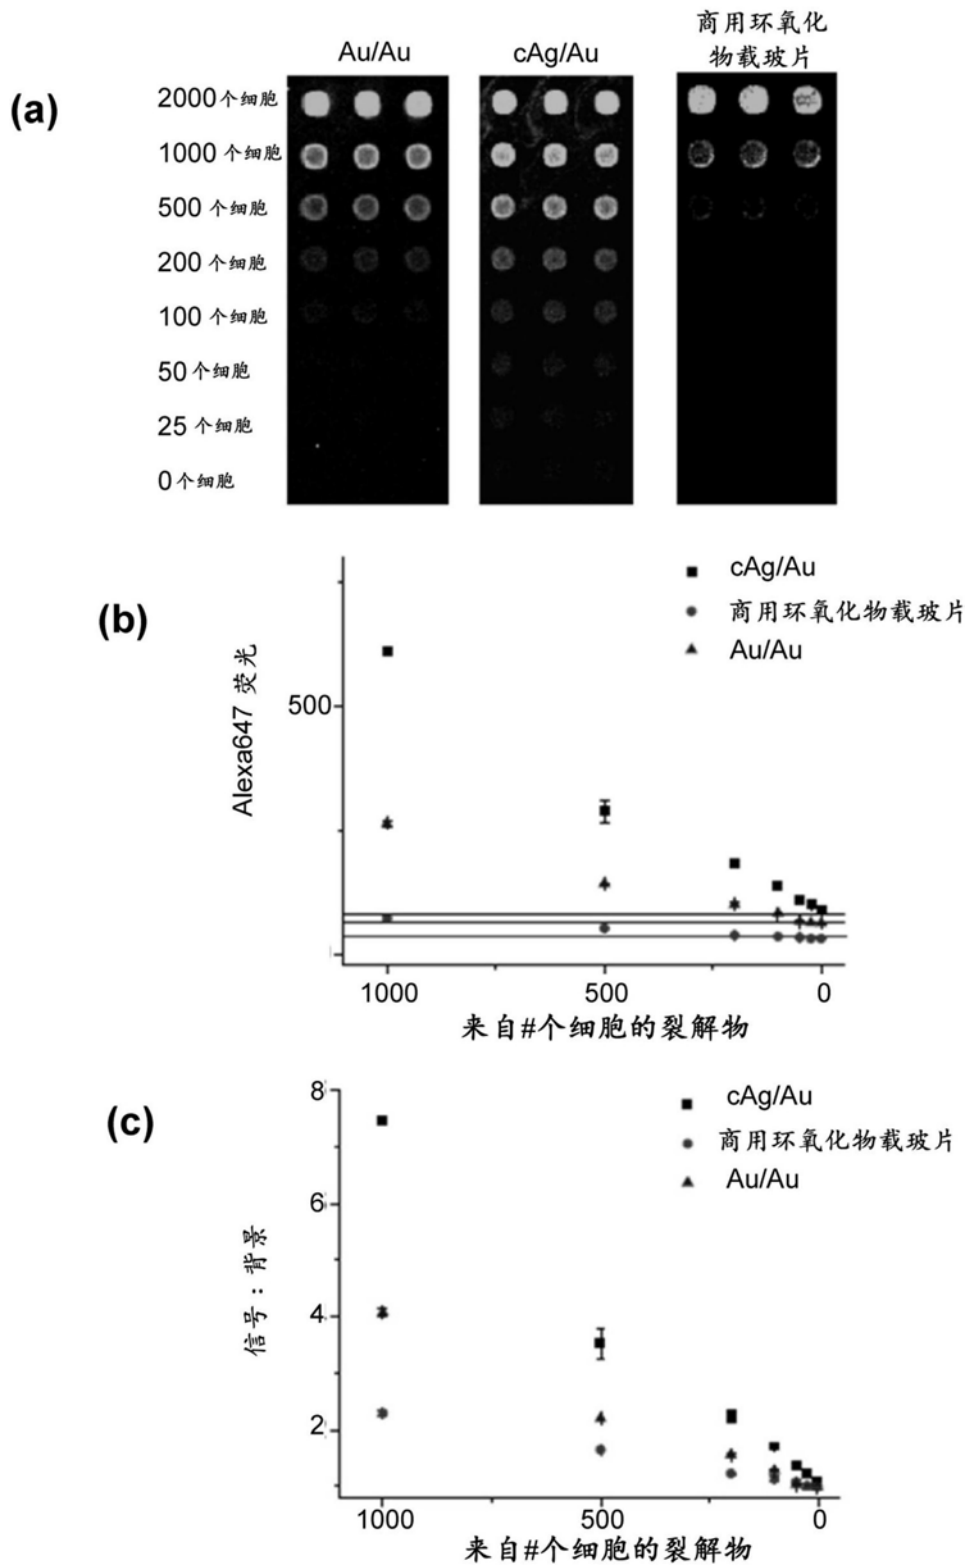 商用环氧化
物载玻片
Au/Au
cAg/Au
(a)
2000个细胞
1000个细胞
500个细胞
200个细胞
100个细胞
50个细胞
25个细胞
0个细胞
(b)
cAg/Au
商用环氧化物载玻片
Au/Au
Alexa647 荧光
500
1000
500
0
来自#个细胞的裂解物
(c)
cAg/Au
商用环氧化物载玻片
Au/Au
信号：背景
8
6
4
2
1000
500
0
来自#个细胞的裂解物